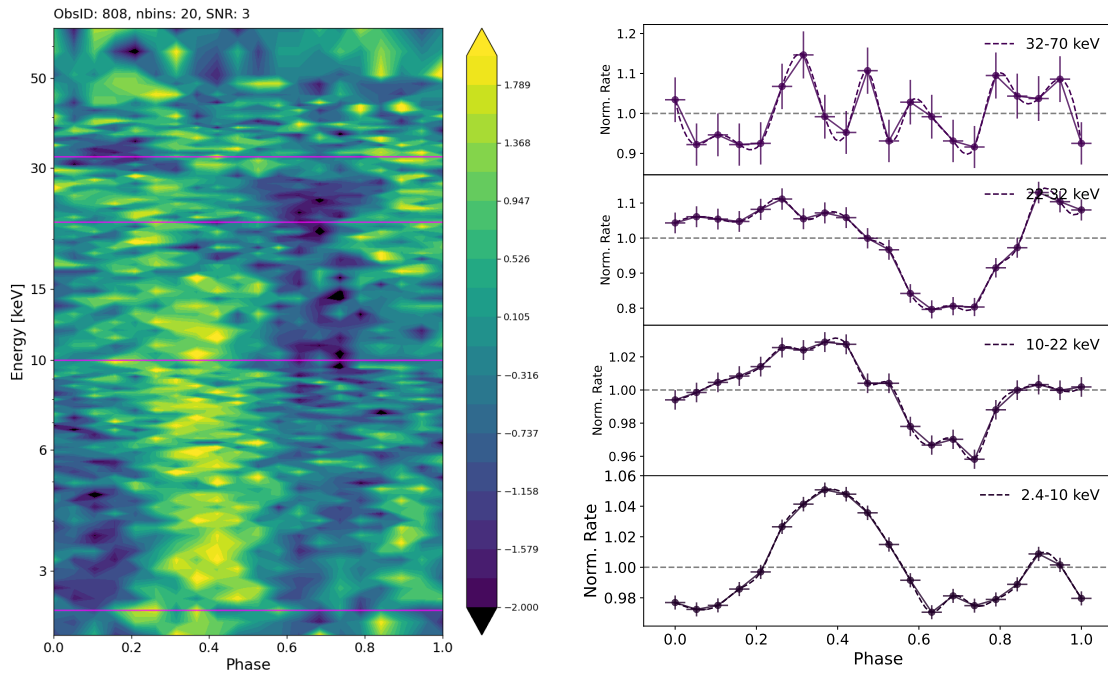 ObsID: 808, nbins: 20, SNR: 3
Energy [keV]
50
30
15
10
6
3
0.0 0.2 0.4 0.6 0.8 1.0
Phase
1.789
1.368
0.947
0.526
0.105
−0.316
−0.737
−1.158
−1.579
−2.000
Norm. Rate
1.2
1.1
1.0
0.9
32-70 keV
Norm. Rate
1.1
1.0
0.9
0.8
22-32 keV
Norm. Rate
1.02
1.00
0.98
0.96
10-22 keV
Norm. Rate
1.06
1.04
1.02
1.00
0.98
2.4-10 keV
0.0 0.2 0.4 0.6 0.8 1.0
Phase